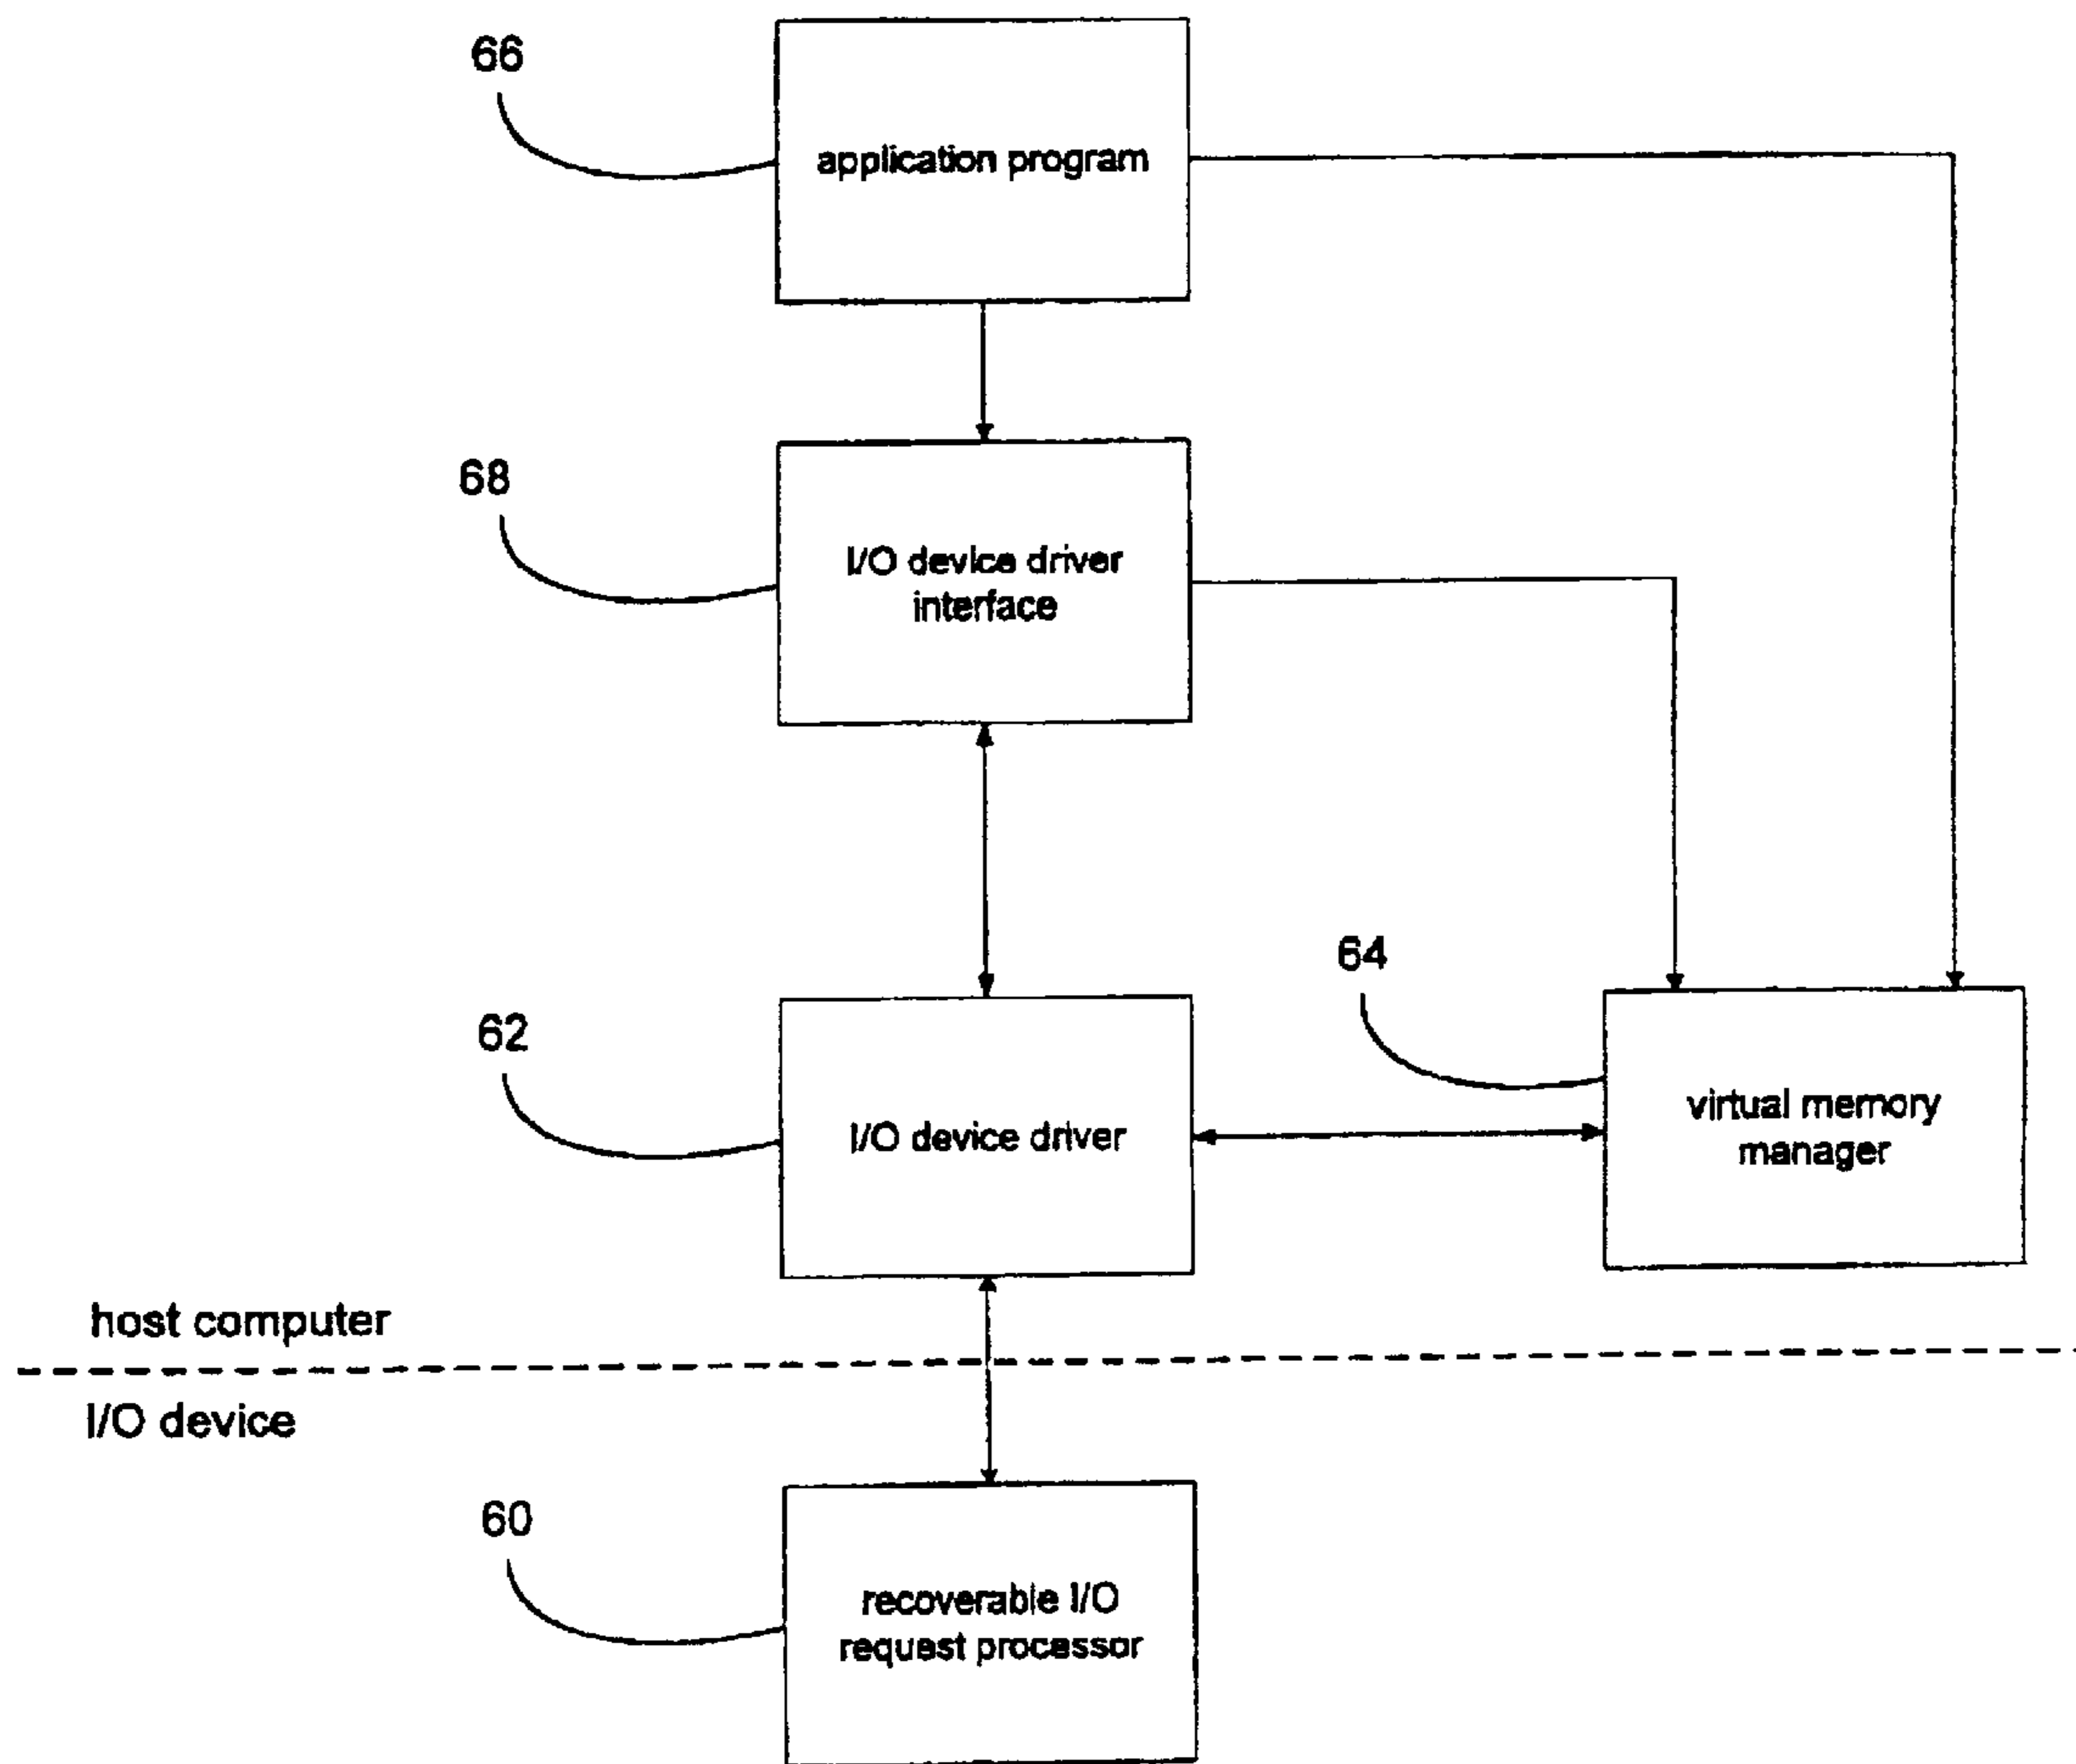 66
application program
68
I/O device driver
interface
64
62
I/O device driver
virtual memory
manager
host computer
I/O device
60
recoverable I/O
request processor